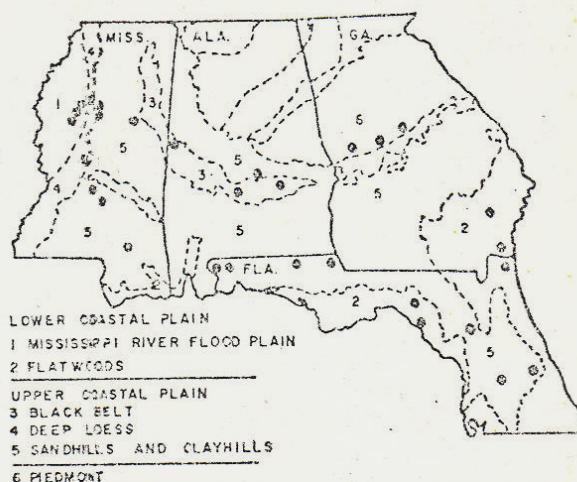 MISS. ALA. GA.
4
1 3 6
5 5
3
4 5
5 5 2
FLA.
2 2
5
LOWER COASTAL PLAIN
1 MISSISSIPPI RIVER FLOOD PLAIN
2 FLATWOODS
UPPER COASTAL PLAIN
3 BLACK BELT
4 DEEP LOESS
5 SANDHILLS AND CLAYHILLS
6 PIEDMONT